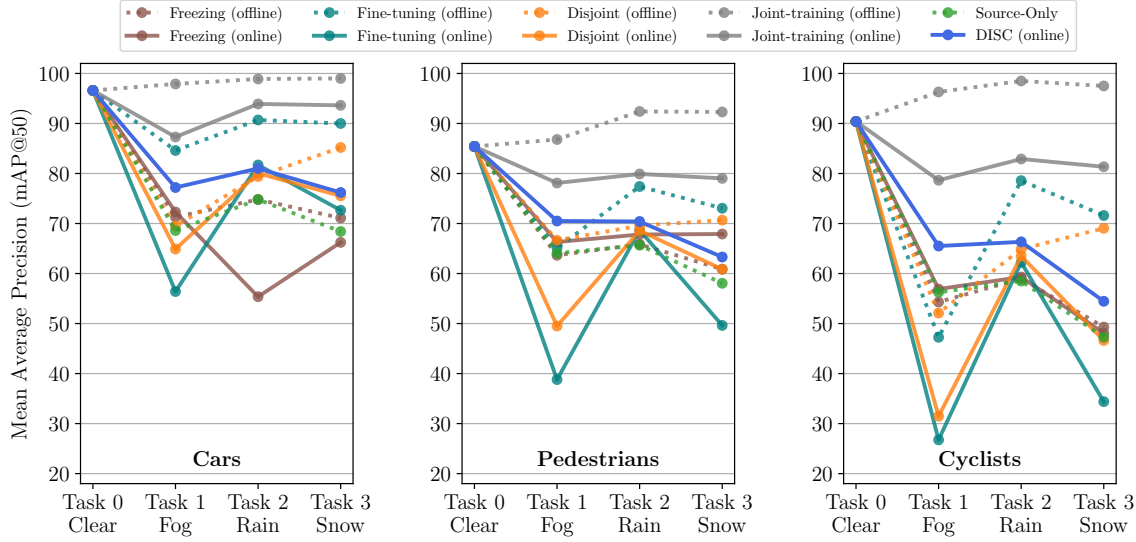 Freezing (offline) Fine-tuning (offline) Disjoint (offline) Joint-training (offline) Source-Only
Freezing (online) Fine-tuning (online) Disjoint (online) Joint-training (online) DISC (online)
Mean Average Precision (mAP@50)
100
90
80
70
60
50
40
30
20
Cars
Task 0 Task 1 Task 2 Task 3
Clear Fog Rain Snow
100
90
80
70
60
50
40
30
20
Pedestrians
Task 0 Task 1 Task 2 Task 3
Clear Fog Rain Snow
100
90
80
70
60
50
40
30
20
Cyclists
Task 0 Task 1 Task 2 Task 3
Clear Fog Rain Snow